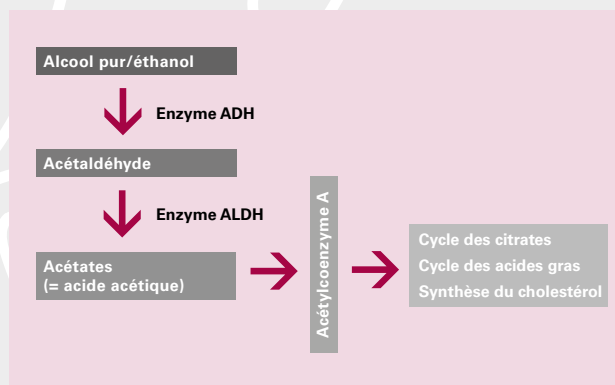 Alcool pur/éthanol
Enzyme ADH
Acétaldéhyde
Enzyme ALDH
Acétates
(= acide acétique)
Acétylcoenzyme A
Cycle des citrates
Cycle des acides gras
Synthèse du cholestérol